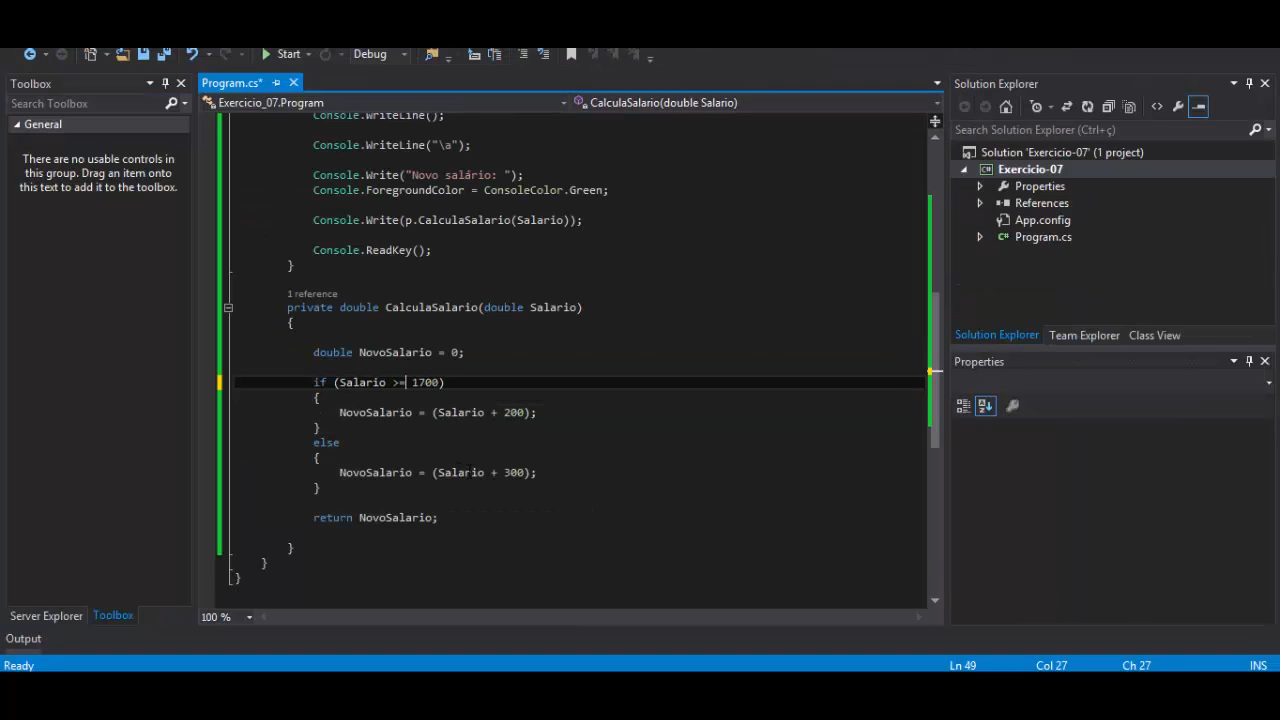 Start Debug
Toolbox
Search Toolbox
General
There are no usable controls in
this group. Drag an item onto
this text to add it to the toolbox.
Server Explorer Toolbox
Program.cs*
Exercicio_07.Program CalculaSalario(double Salario)
Console.WriteLine();
Console.WriteLine("\a");
Console.Write("Novo salário: ");
Console.ForegroundColor = ConsoleColor.Green;
Console.Write(p.CalculaSalario(Salario));
Console.ReadKey();
}
1 reference
private double CalculaSalario(double Salario)
{
double NovoSalario = 0;
if (Salario >= 1700)
{
NovoSalario = (Salario + 200);
}
else
{
NovoSalario = (Salario + 300);
}
return NovoSalario;
}
}
}
100 %
Solution Explorer
Search Solution Explorer (Ctrl+ç)
Solution 'Exercicio-07' (1 project)
Exercicio-07
Properties
References
App.config
Program.cs
Solution Explorer Team Explorer Class View
Properties
Output
Ready Ln 49 Col 27 Ch 27 INS